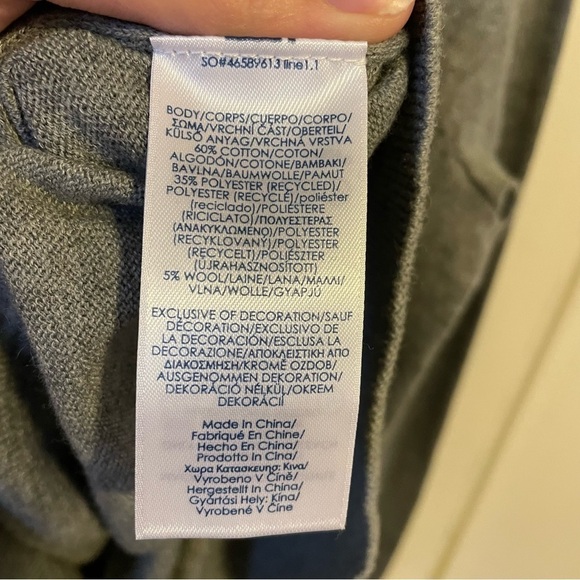 SO#46589613 line1.1
BODY/CORPS/CUERPO/CORPO/
ΣΩΜΑ/VRCHNÍ ČÁST/OBERTEIL/
KÜLSŐ ANYAG/VRCHNÁ VRSTVA
60% COTTON/COTON/
ALGODÓN/COTONE/BAMBAKI/
BAVLNA/BAUMWOLLE/PAMUT
35% POLYESTER (RECYCLED)/
POLYESTER (RECYCLÉ)/poliéster
(reciclado)/POLIÉSTERE
(RICICLATO)/ΠΟΛΥΕΣΤΕΡΑΣ
(ΑΝΑΚΥΚΛΩΜΕΝΟ)/POLYESTER
(RECYKLOVANÝ)/POLYESTER
(RECYCELT)/POLIÉSZTER
(ÚJRAHASZNOSÍTOTT)
5% WOOL/LAINE/LANA/ΜΑΛΛΙ/
VLNA/WOLLE/GYAPJÚ
EXCLUSIVE OF DECORATION/SAUF
DÉCORATION/EXCLUSIVO DE
LA DECORACIÓN/ESCLUSA LA
DECORAZIONE/ΑΠΟΚΛΕΙΣΤΙΚΗ ΑΠΟ
ΔΙΑΚΟΣΜΗΣΗ/KROMĚ OZDOB/
AUSGENOMMEN DEKORATION/
DEKORÁCIÓ NÉLKÜL/OKREM
DEKORÁCIÍ
Made In China/
Fabriqué En Chine/
Hecho En China/
Prodotto In Cina/
Χωρα Κατασκευησ: Κινα/
Vyrobeno V Číně/
Hergestellt In China/
Gyártási Hely: Kína/
Vyrobené V Číne